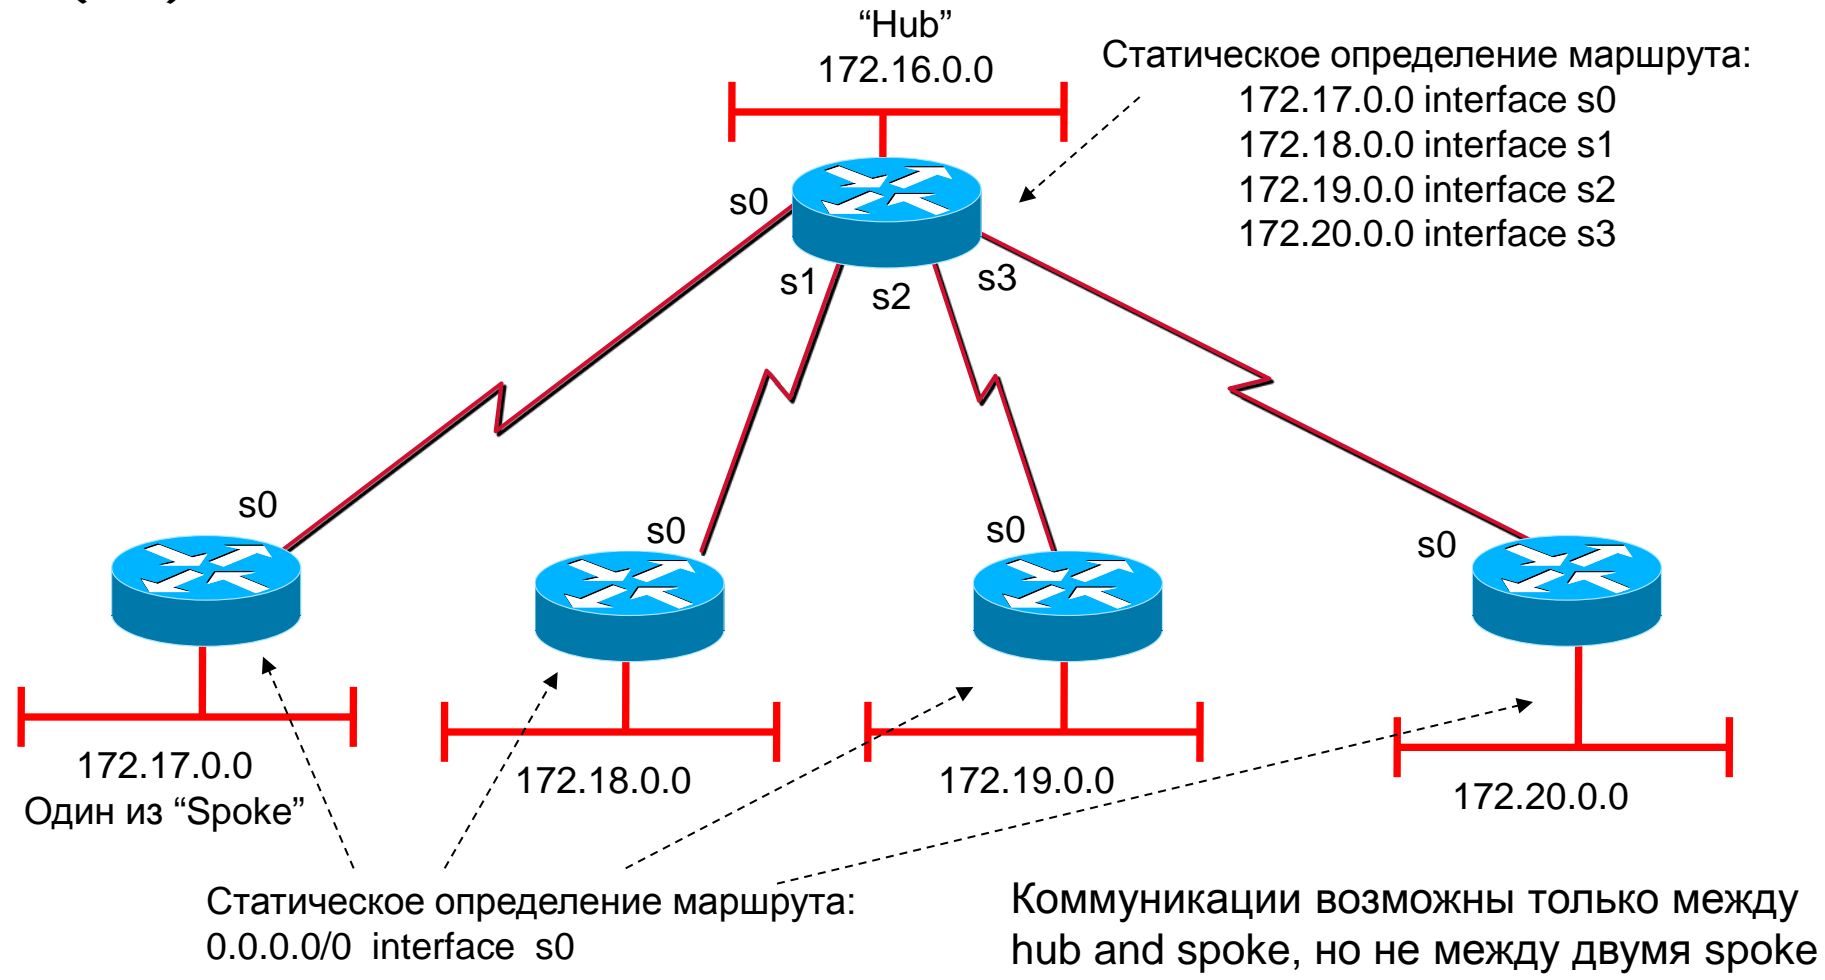 “Hub”
172.16.0.0
Статическое определение маршрута:
172.17.0.0 interface s0
172.18.0.0 interface s1
172.19.0.0 interface s2
172.20.0.0 interface s3
s0
s1
s2
s3
s0
s0
s0
s0
172.17.0.0
Один из “Spoke”
172.18.0.0
172.19.0.0
172.20.0.0
Статическое определение маршрута:
0.0.0.0/0 interface s0
Коммуникации возможны только между
hub and spoke, но не между двумя spoke